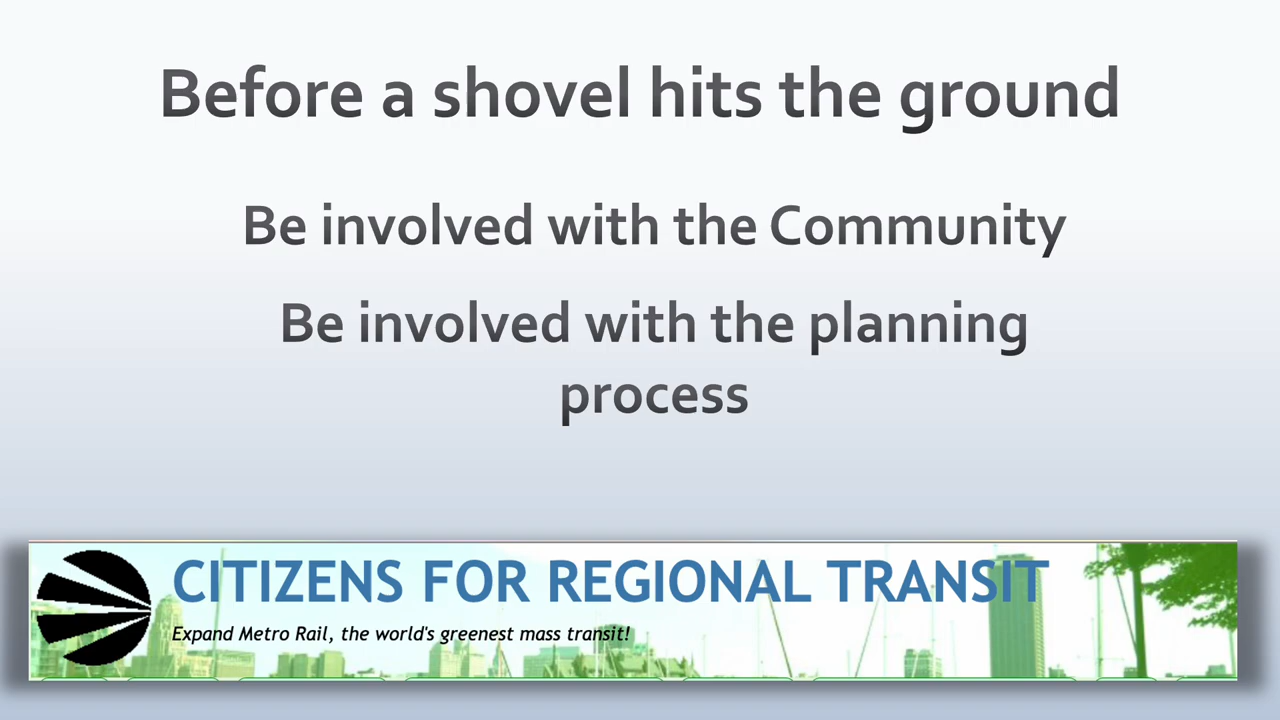 Before a shovel hits the ground
Be involved with the Community
Be involved with the planning
process
CITIZENS FOR REGIONAL TRANSIT
Expand Metro Rail, the world's greenest mass transit!